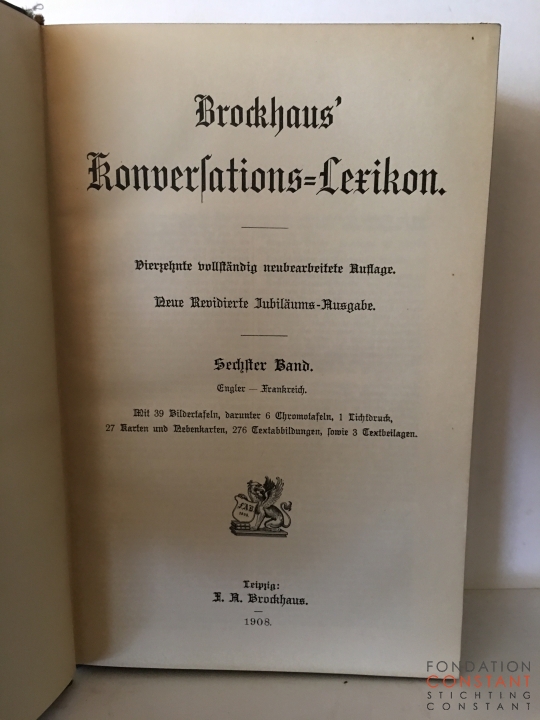 Brockhaus’
Konverſations=Lexikon.
Vierzehnte vollſtändig neubearbeitete Auflage.
Neue Revidierte Jubiläums-Ausgabe.
Sechſter Band.
Engler — Frankreich.
Mit 39 Bildertafeln, darunter 6 Chromotafeln, 1 Lichtdruck,
27 Karten und Nebenkarten, 276 Textabbildungen, ſowie 3 Textbeilagen.
F.A.B.
Leipzig:
F. A. Brockhaus.
1908.
FONDATION
CONSTANT
STICHTING
CONSTANT